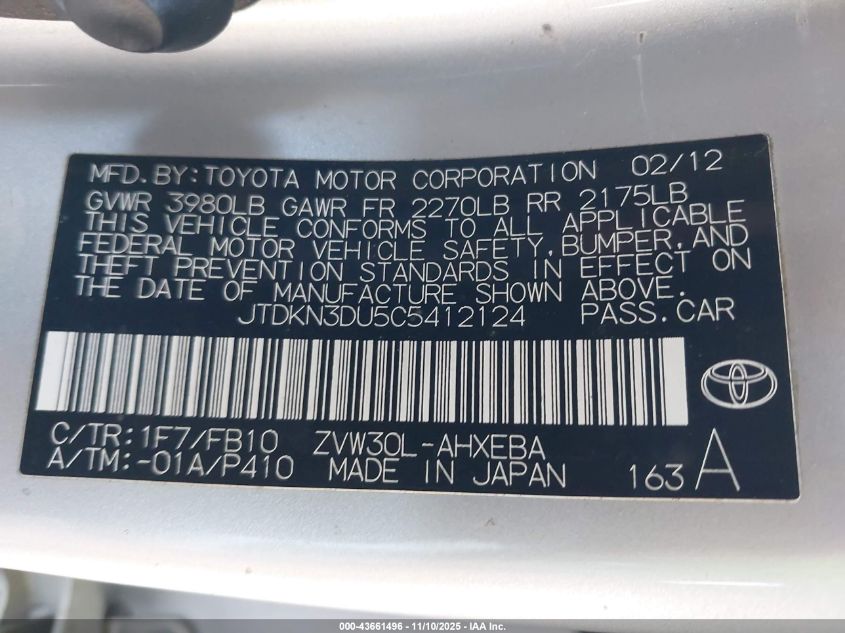 MFD. BY: TOYOTA MOTOR CORPORATION 02/12
GVWR 3980LB GAWR FR 2270LB RR 2175LB
THIS VEHICLE CONFORMS TO ALL APPLICABLE
FEDERAL MOTOR VEHICLE SAFETY, BUMPER, AND
THEFT PREVENTION STANDARDS IN EFFECT ON
THE DATE OF MANUFACTURE SHOWN ABOVE.
JTDKN3DU5C5412124 PASS. CAR
C/TR: 1F7/FB10 ZVW30L-AHXEBA
A/TM: -01A/P410 MADE IN JAPAN 163 A
000-43661496 - 11/10/2025 - IAA Inc.